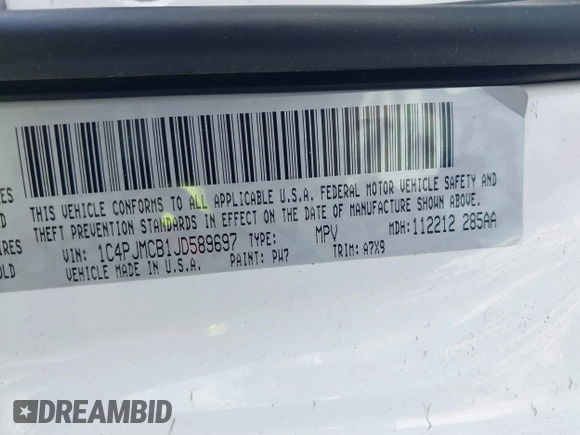 RES
D
IRES
OLD
THIS VEHICLE CONFORMS TO ALL APPLICABLE U.S.A. FEDERAL MOTOR VEHICLE SAFETY AND
THEFT PREVENTION STANDARDS IN EFFECT ON THE DATE OF MANUFACTURE SHOWN ABOVE.
VIN: 1C4PJMCB1JD589697 TYPE: MPV MDH: 112212 285AA
VEHICLE MADE IN U.S.A. PAINT: PW7 TRIM: A7X9
DREAMBID